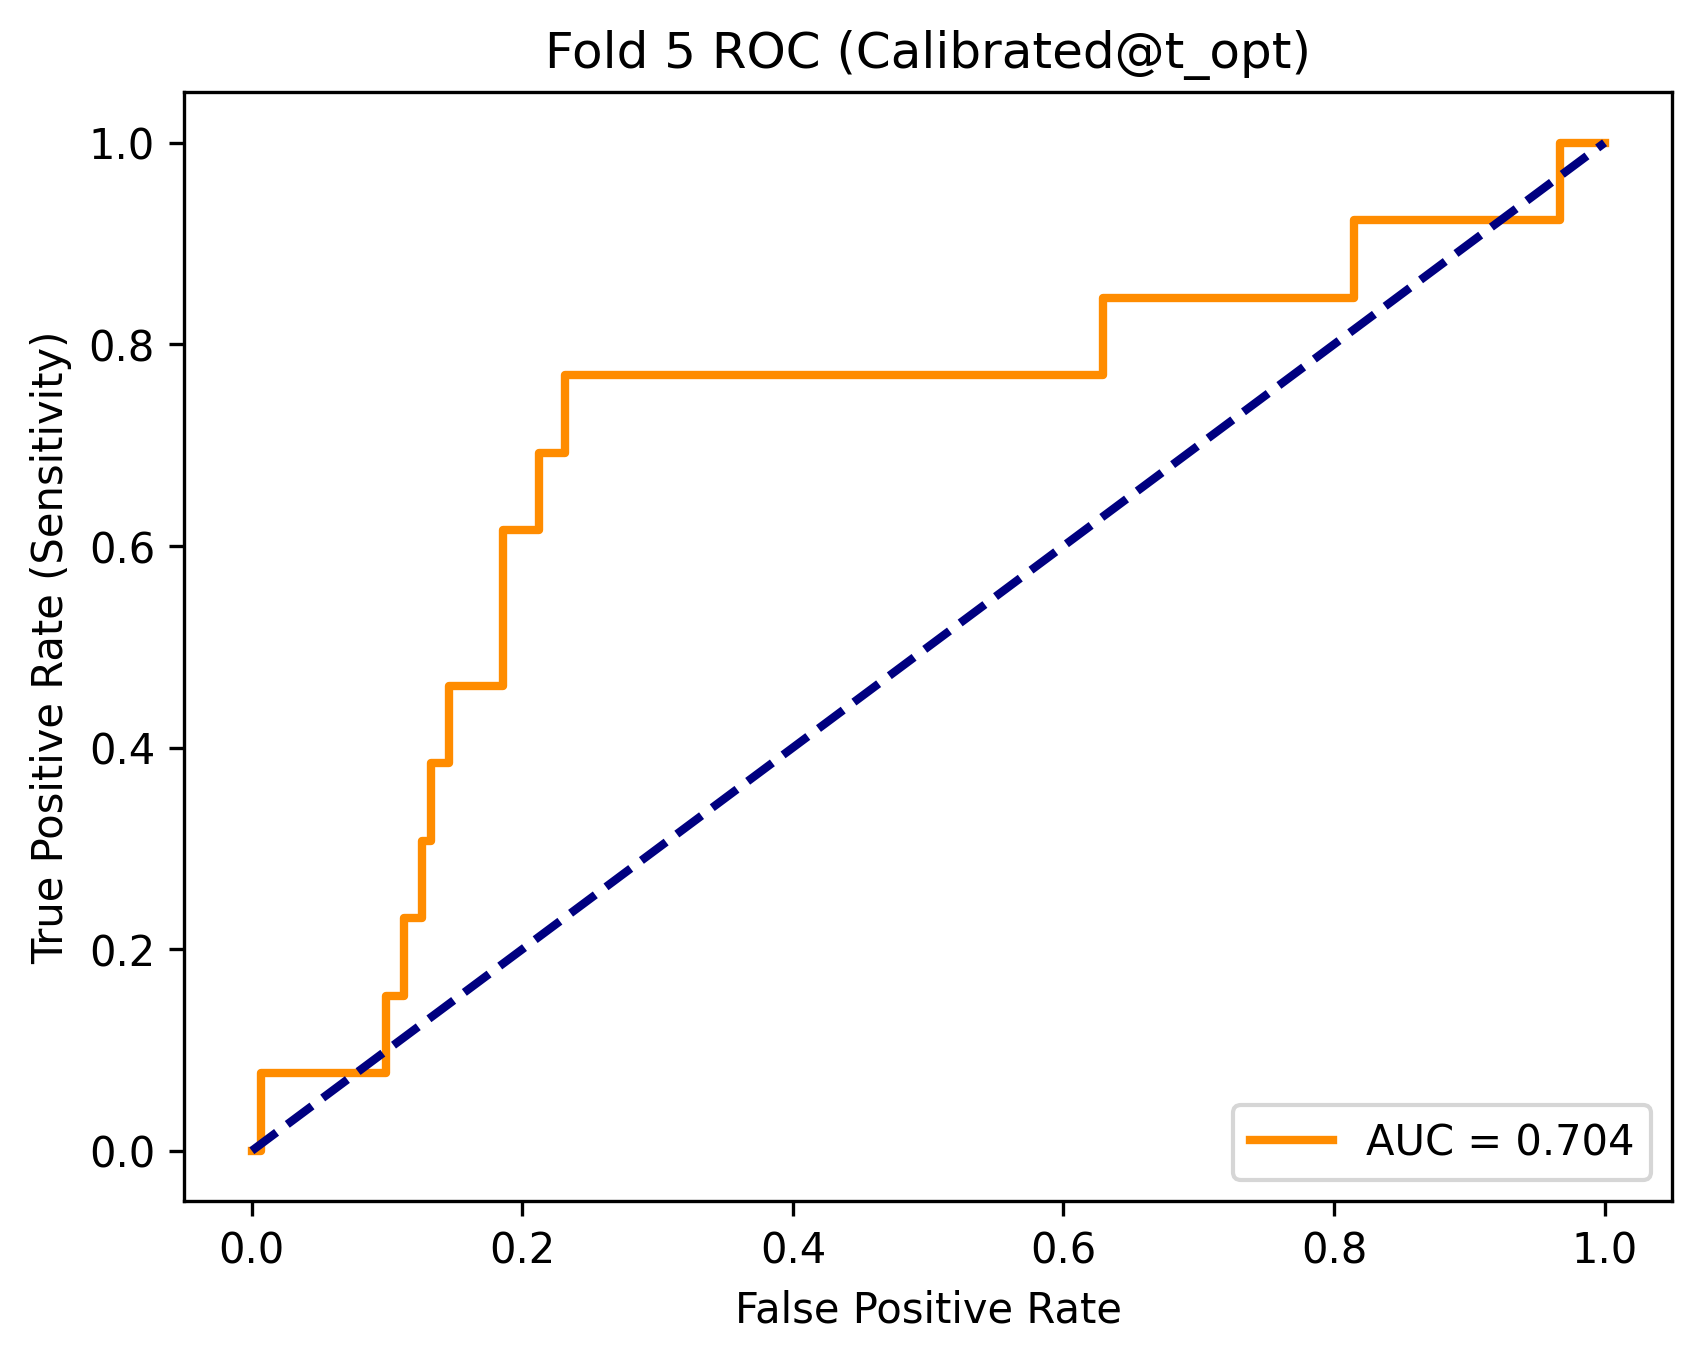 Fold 5 ROC (Calibrated@t_opt)
True Positive Rate (Sensitivity)
1.0
0.8
0.6
0.4
0.2
0.0
AUC = 0.704
0.0 0.2 0.4 0.6 0.8 1.0
False Positive Rate